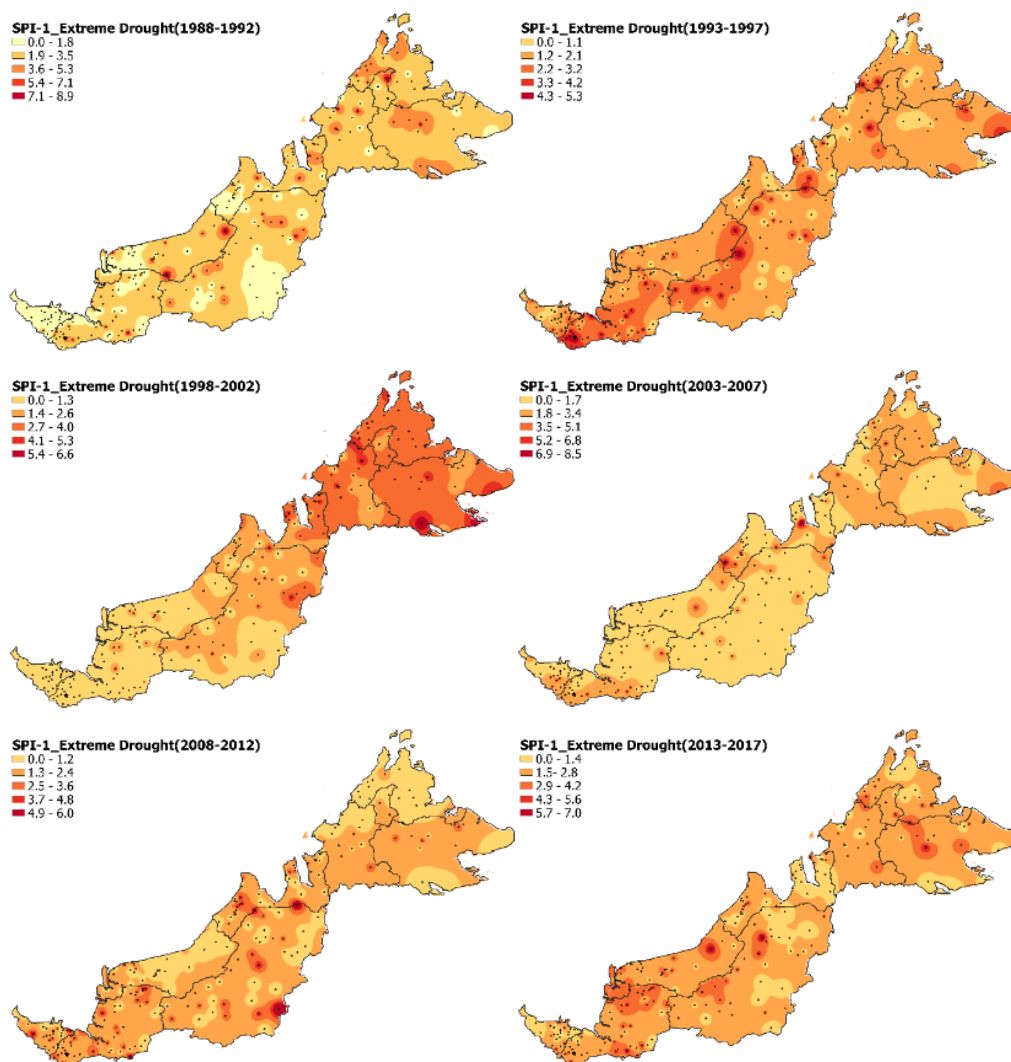 SPI-1_Extreme Drought(1988-1992)
0.0 - 1.8
1.9 - 3.5
3.6 - 5.3
5.4 - 7.1
7.1 - 8.9
SPI-1_Extreme Drought(1993-1997)
0.0 - 1.1
1.2 - 2.1
2.2 - 3.2
3.3 - 4.2
4.3 - 5.3
SPI-1_Extreme Drought(1998-2002)
0.0 - 1.3
1.4 - 2.6
2.7 - 4.0
4.1 - 5.3
5.4 - 6.6
SPI-1_Extreme Drought(2003-2007)
0.0 - 1.7
1.8 - 3.4
3.5 - 5.1
5.2 - 6.8
6.9 - 8.5
SPI-1_Extreme Drought(2008-2012)
0.0 - 1.2
1.3 - 2.4
2.5 - 3.6
3.7 - 4.8
4.9 - 6.0
SPI-1_Extreme Drought(2013-2017)
0.0 - 1.4
1.5- 2.8
2.9 - 4.2
4.3 - 5.6
5.7 - 7.0